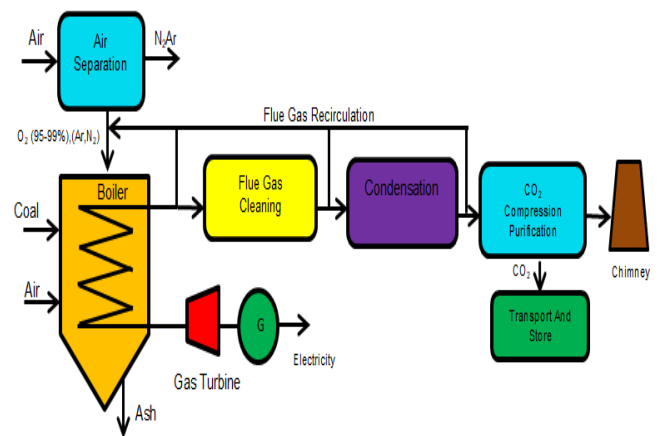 Air
Air
Separation
N₂Ar
O₂ (95-99%),(Ar,N₂)
Flue Gas Recirculation
Boiler
Coal
Air
Flue Gas
Cleaning
Condensation
CO₂
Compression
Purification
Chimney
CO₂
Transport And
Store
G
Electricity
Gas Turbine
Ash